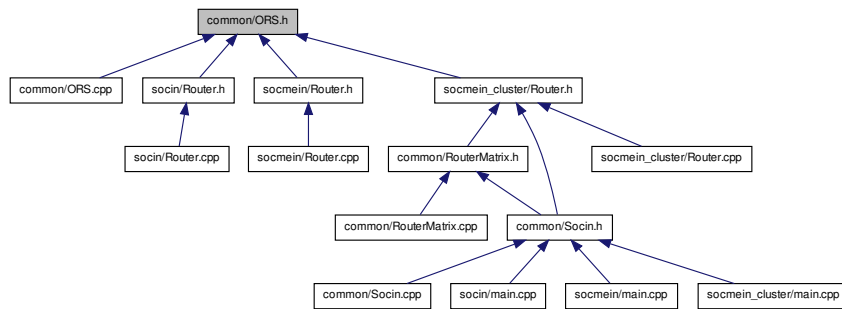 common/ORS.h
common/ORS.cpp
socin/Router.h
socmein/Router.h
socmein_cluster/Router.h
socin/Router.cpp
socmein/Router.cpp
common/RouterMatrix.h
socmein_cluster/Router.cpp
common/RouterMatrix.cpp
common/Socin.h
common/Socin.cpp
socin/main.cpp
socmein/main.cpp
socmein_cluster/main.cpp